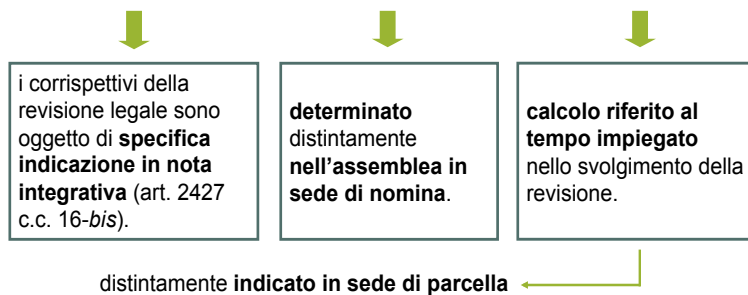 i corrispettivi della
revisione legale sono
oggetto di specifica
indicazione in nota
integrativa (art. 2427
c.c. 16-bis).
determinato
distintamente
nell'assemblea in
sede di nomina.
calcolo riferito al
tempo impiegato
nello svolgimento della
revisione.
distintamente indicato in sede di parcella